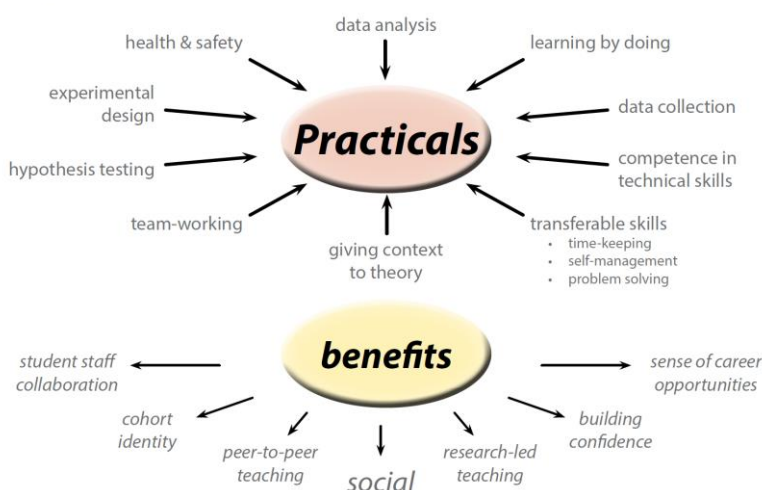 data analysis
health & safety
learning by doing
experimental
design
data collection
Practicals
hypothesis testing
competence in
technical skills
team-working
transferable skills
• time-keeping
• self-management
• problem solving
giving context
to theory
benefits
student staff
collaboration
sense of career
opportunities
cohort
identity
building
confidence
peer-to-peer
teaching
research-led
teaching
social